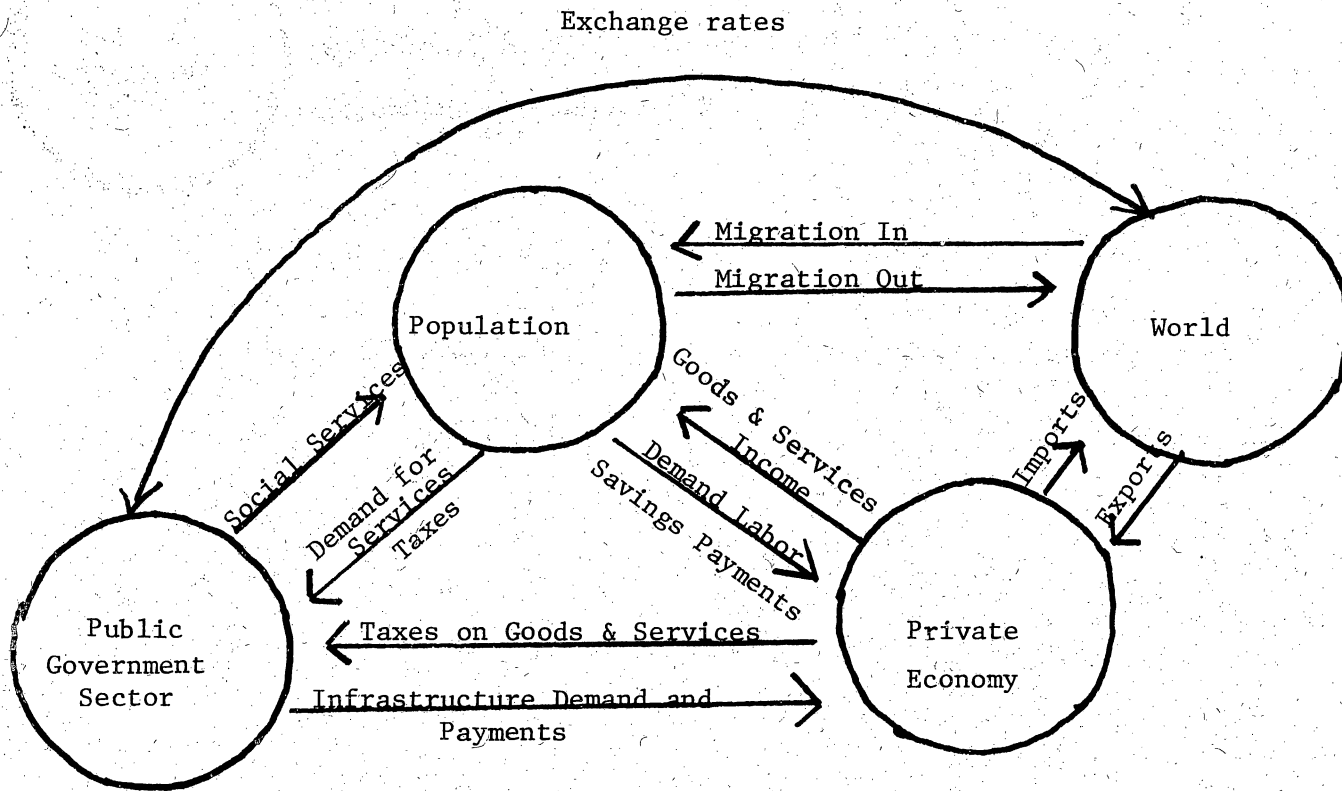 Exchange rates
Migration In
Migration Out
Population
World
Goods & Services
Income
Demand Labor
Savings Payments
Imports
Exports
Social Services
Demand for
Services
Taxes
Public
Government
Sector
Taxes on Goods & Services
Infrastructure Demand and
Payments
Private
Economy